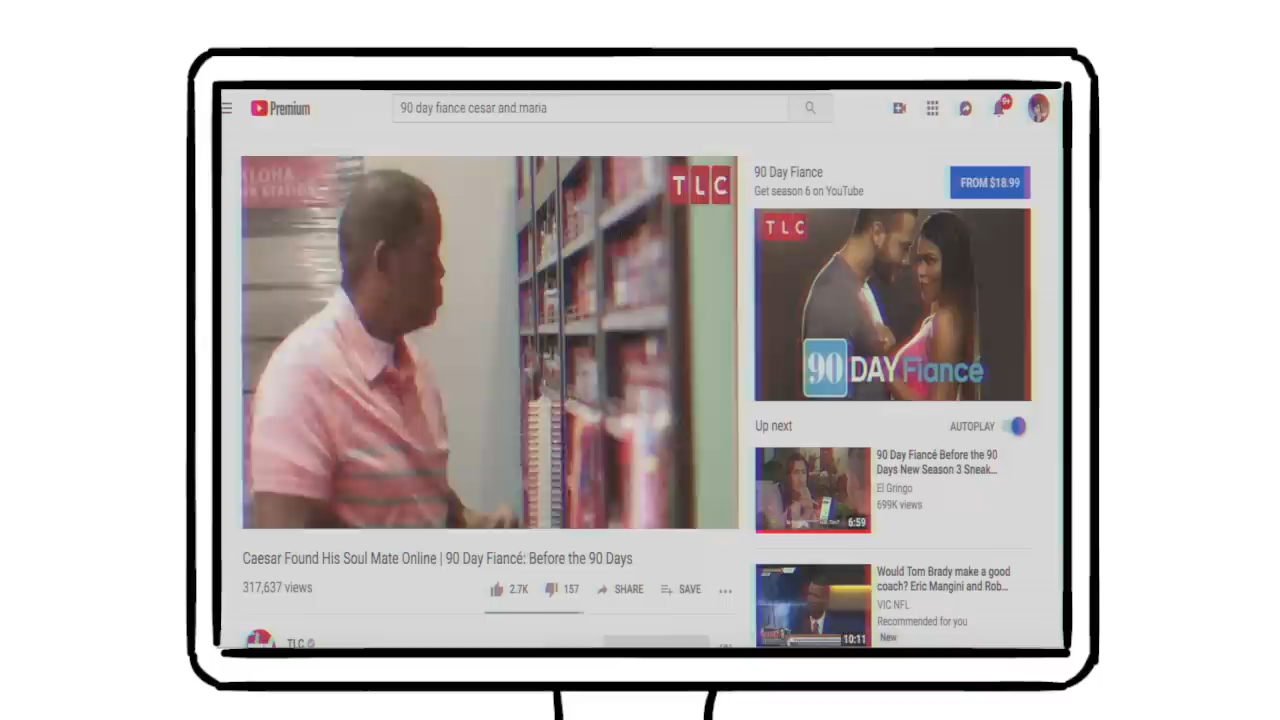 Premium
90 day fiance cesar and maria
9+
ALOHA
TLC
90 Day Fiance
Get season 6 on YouTube
FROM $18.99
TLC
90 DAY Fiancé
Up next
AUTOPLAY
90 Day Fiancé Before the 90
Days New Season 3 Sneak...
El Gringo
699K views
6:59
Caesar Found His Soul Mate Online | 90 Day Fiancé: Before the 90 Days
317,637 views
2.7K
157
SHARE
SAVE
Would Tom Brady make a good
coach? Eric Mangini and Rob...
VIC NFL
Recommended for you
New
10:11
TLC